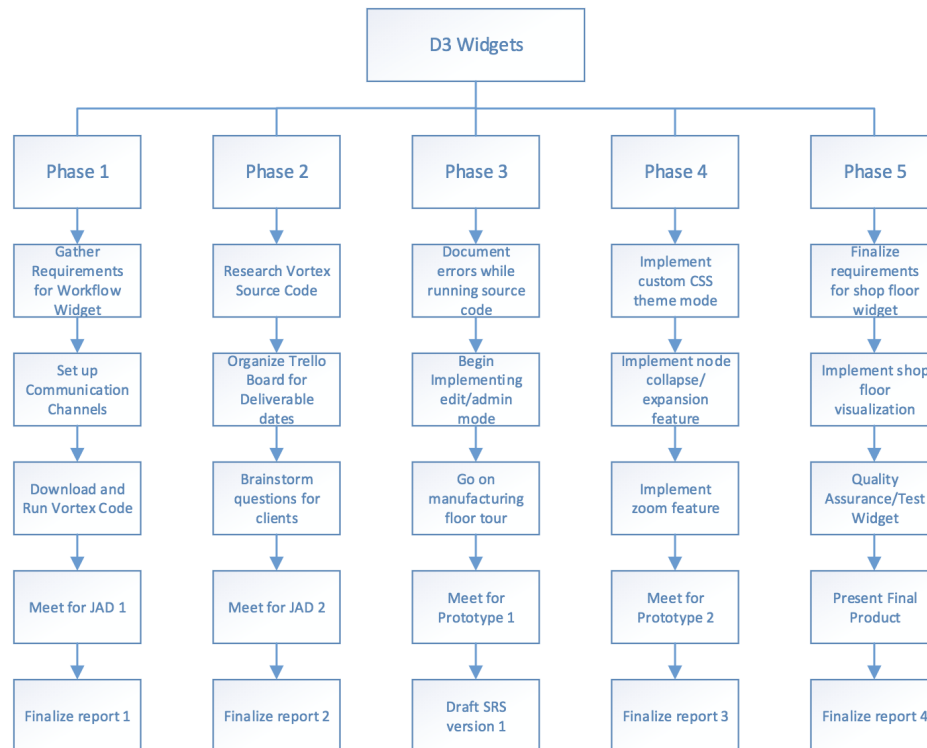 D3 Widgets
Phase 1
Phase 2
Phase 3
Phase 4
Phase 5
Gather
Requirements
for Workflow
Widget
Research Vortex
Source Code
Document
errors while
running source
code
Implement
custom CSS
theme mode
Finalize
requirements
for shop floor
widget
Set up
Communication
Channels
Organize Trello
Board for
Deliverable
dates
Begin
Implementing
edit/admin
mode
Implement node
collapse/
expansion
feature
Implement shop
floor
visualization
Download and
Run Vortex Code
Brainstorm
questions for
clients
Go on
manufacturing
floor tour
Implement
zoom feature
Quality
Assurance/Test
Widget
Meet for JAD 1
Meet for JAD 2
Meet for
Prototype 1
Meet for
Prototype 2
Present Final
Product
Finalize report 1
Finalize report 2
Draft SRS
version 1
Finalize report 3
Finalize report 4